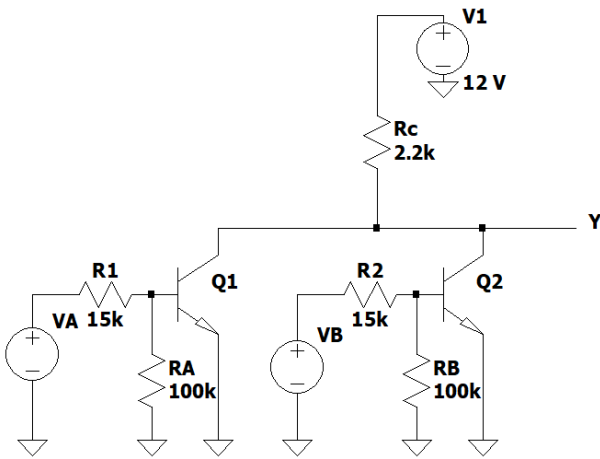 V1
+
−
12 V
Rc
2.2k
Y
R1
15k
Q1
R2
15k
Q2
VA
+
−
RA
100k
VB
+
−
RB
100k